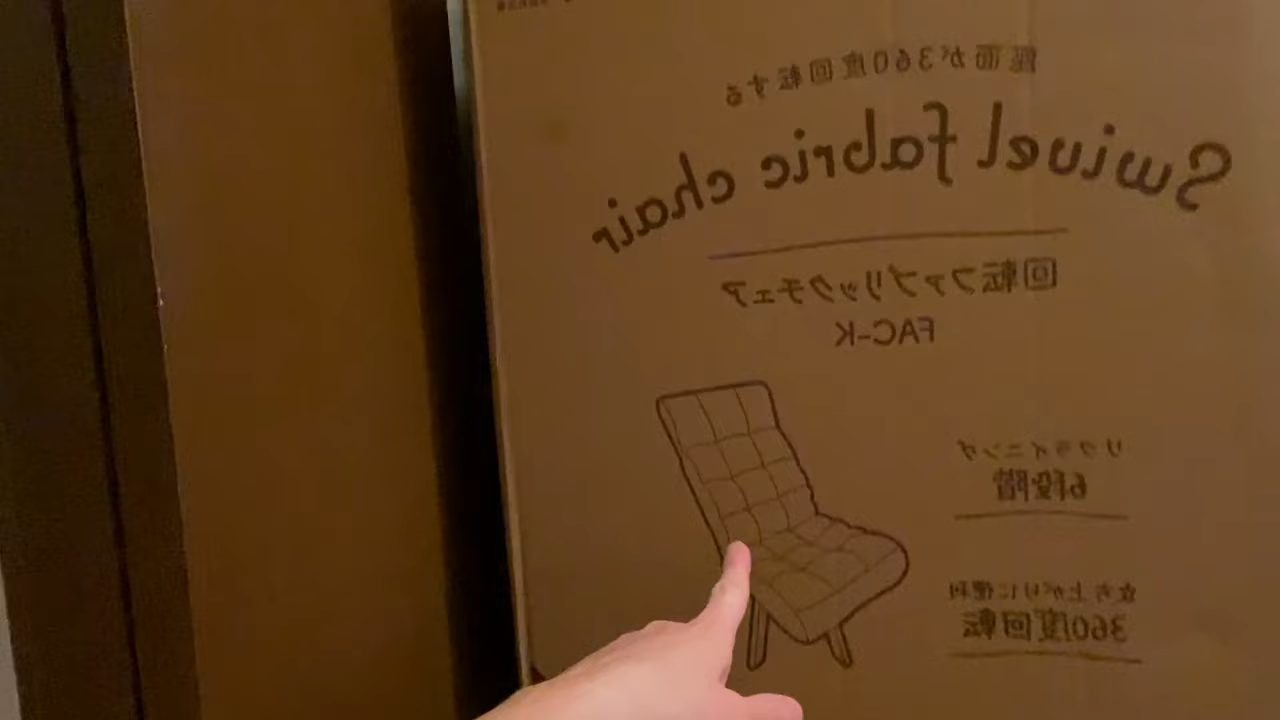 座面が360度回転する
Swivel fabric chair
回転ファブリックチェア
FAC-K
リクライニング
6段階
立ち上がりに便利
360度回転